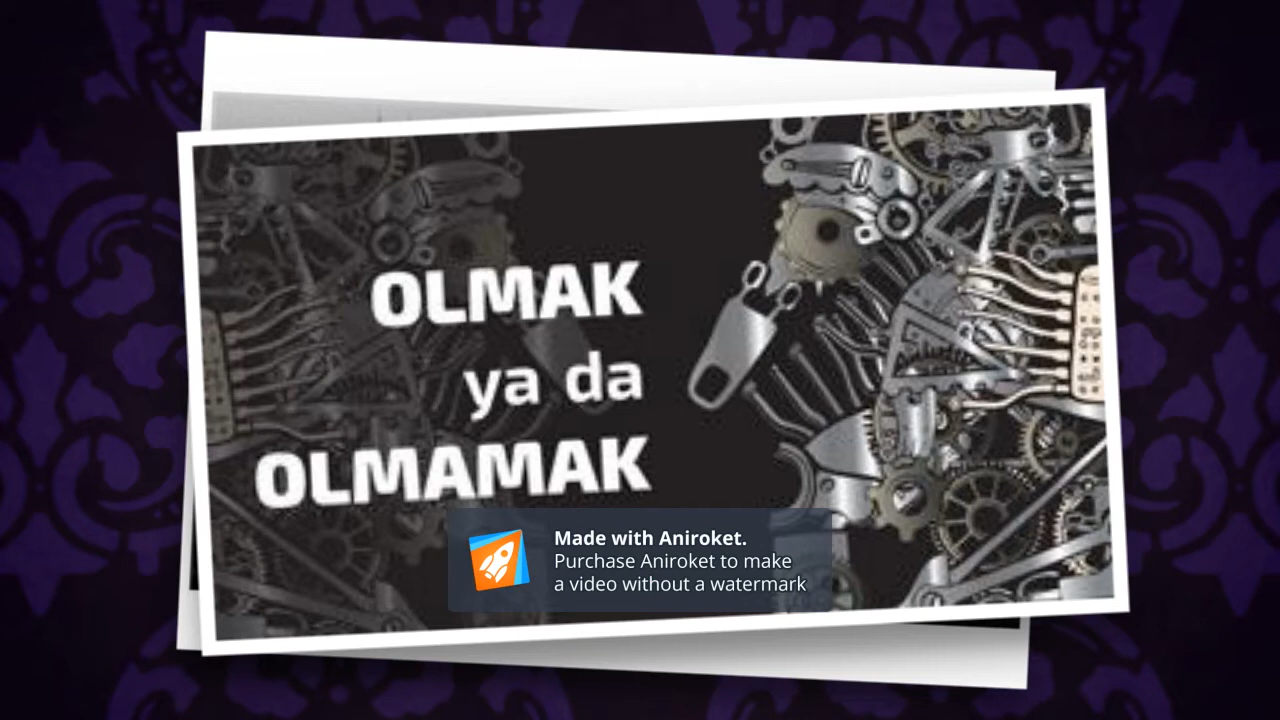 OLMAK
ya da
OLMAMAK
Made with Aniroket.
Purchase Aniroket to make
a video without a watermark